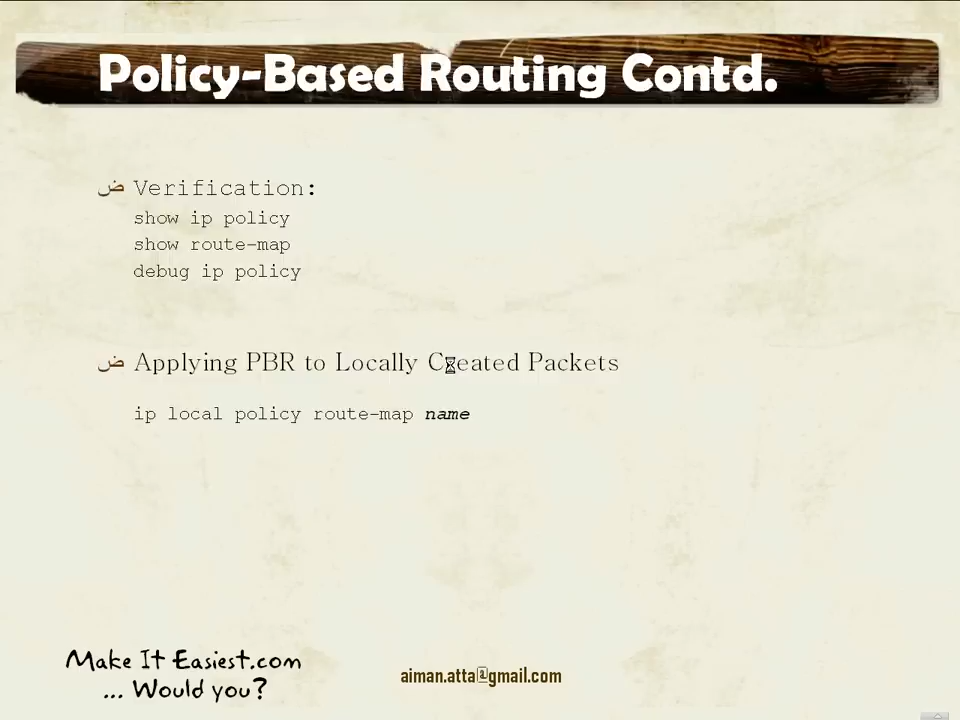 Policy-Based Routing Contd.
ض Verification:
show ip policy
show route-map
debug ip policy
ض Applying PBR to Locally Created Packets
ip local policy route-map name
Make It Easiest.com
... Would you?
aiman.atta@gmail.com